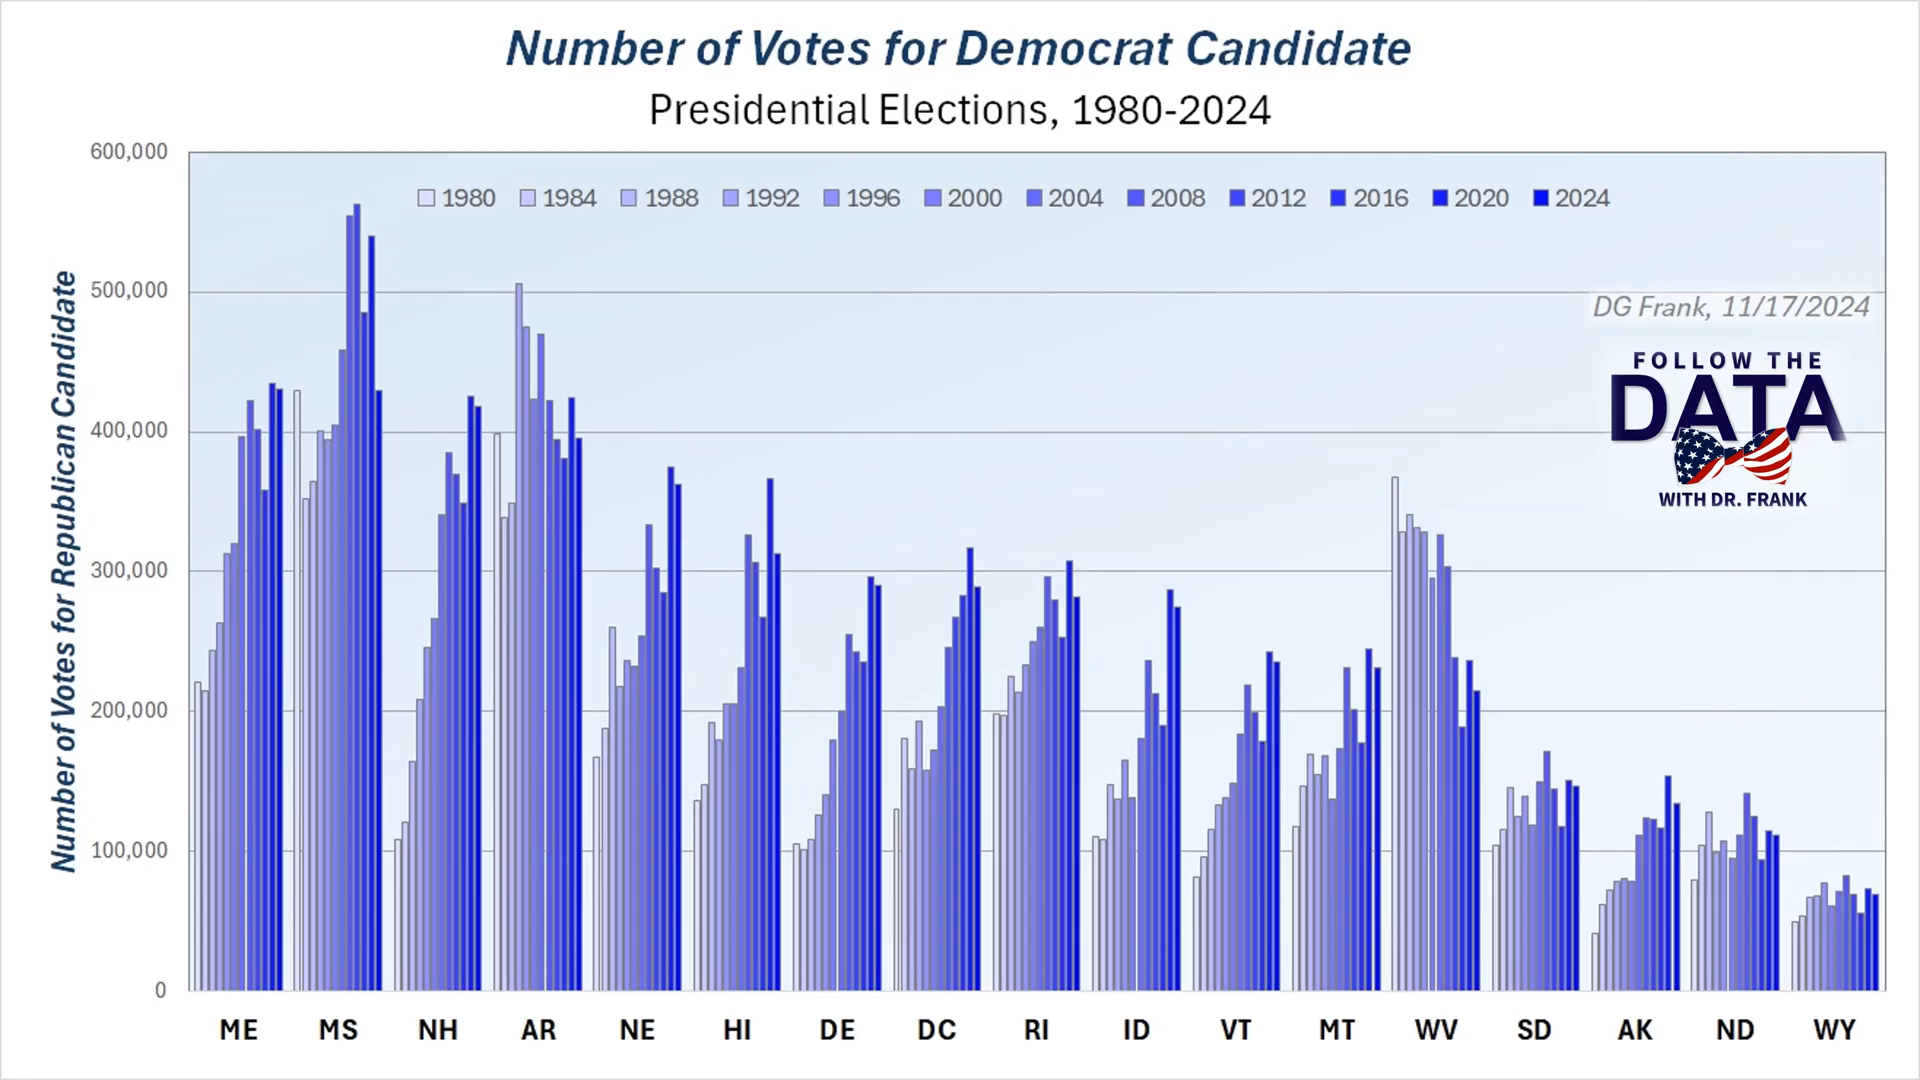 Number of Votes for Democrat Candidate
Presidential Elections, 1980-2024
Number of Votes for Republican Candidate
600,000
500,000
400,000
300,000
200,000
100,000
0
1980 1984 1988 1992 1996 2000 2004 2008 2012 2016 2020 2024
DG Frank, 11/17/2024
FOLLOW THE
DATA
WITH DR. FRANK
ME MS NH AR NE HI DE DC RI ID VT MT WV SD AK ND WY